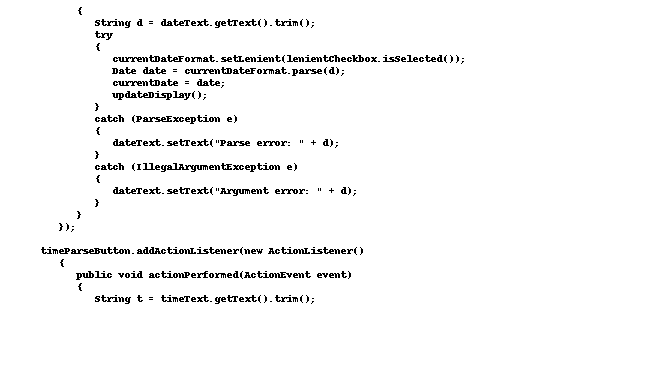 {
String d = dateText.getText().trim();
try
{
currentDateFormat.setLenient(lenientCheckbox.isSelected());
Date date = currentDateFormat.parse(d);
currentDate = date;
updateDisplay();
}
catch (ParseException e)
{
dateText.setText("Parse error: " + d);
}
catch (IllegalArgumentException e)
{
dateText.setText("Argument error: " + d);
}
}
});
timeParseButton.addActionListener(new ActionListener()
{
public void actionPerformed(ActionEvent event)
{
String t = timeText.getText().trim();